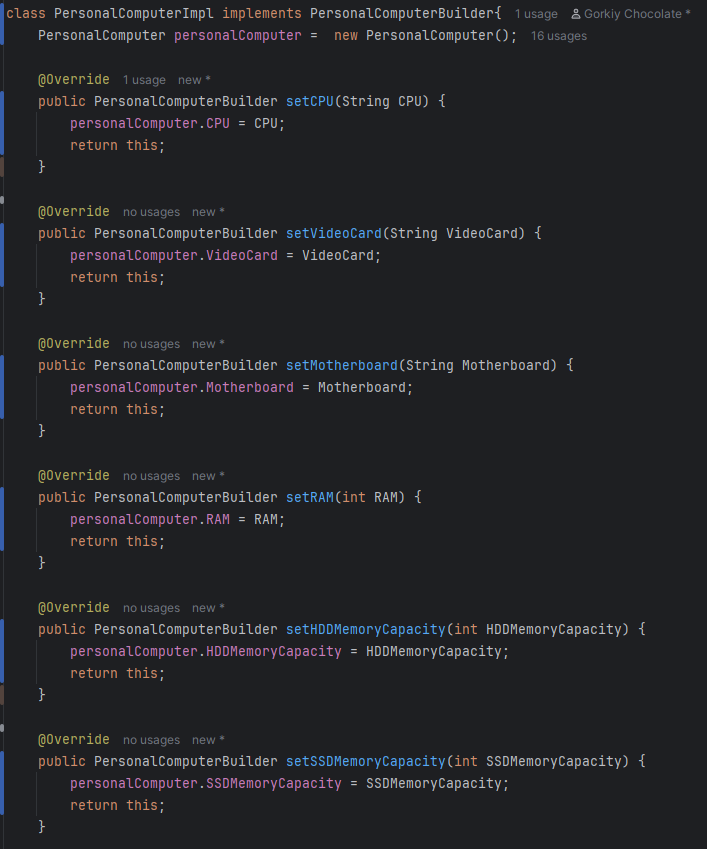 class PersonalComputerImpl implements PersonalComputerBuilder{ 1 usage Gorkiy Chocolate *
PersonalComputer personalComputer = new PersonalComputer(); 16 usages
@Override 1 usage new *
public PersonalComputerBuilder setCPU(String CPU) {
personalComputer.CPU = CPU;
return this;
}
@Override no usages new *
public PersonalComputerBuilder setVideoCard(String VideoCard) {
personalComputer.VideoCard = VideoCard;
return this;
}
@Override no usages new *
public PersonalComputerBuilder setMotherboard(String Motherboard) {
personalComputer.Motherboard = Motherboard;
return this;
}
@Override no usages new *
public PersonalComputerBuilder setRAM(int RAM) {
personalComputer.RAM = RAM;
return this;
}
@Override no usages new *
public PersonalComputerBuilder setHDDMemoryCapacity(int HDDMemoryCapacity) {
personalComputer.HDDMemoryCapacity = HDDMemoryCapacity;
return this;
}
@Override no usages new *
public PersonalComputerBuilder setSSDMemoryCapacity(int SSDMemoryCapacity) {
personalComputer.SSDMemoryCapacity = SSDMemoryCapacity;
return this;
}